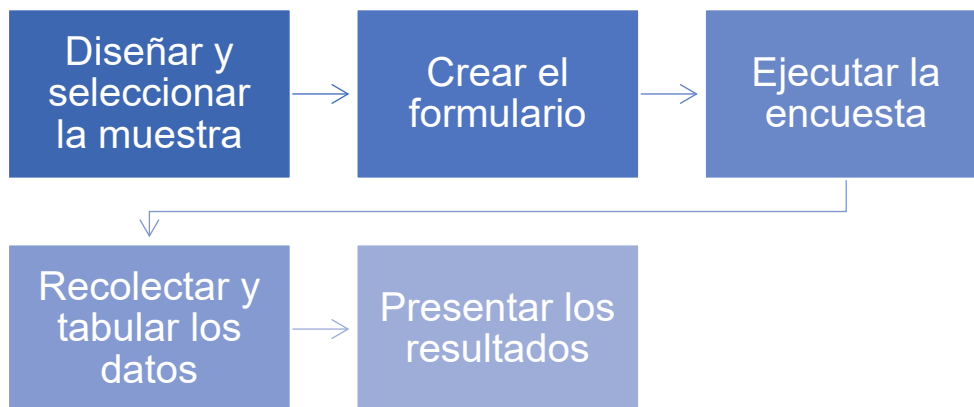 Diseñar y
seleccionar
la muestra
Crear el
formulario
Ejecutar la
encuesta
Recolectar y
tabular los
datos
Presentar los
resultados